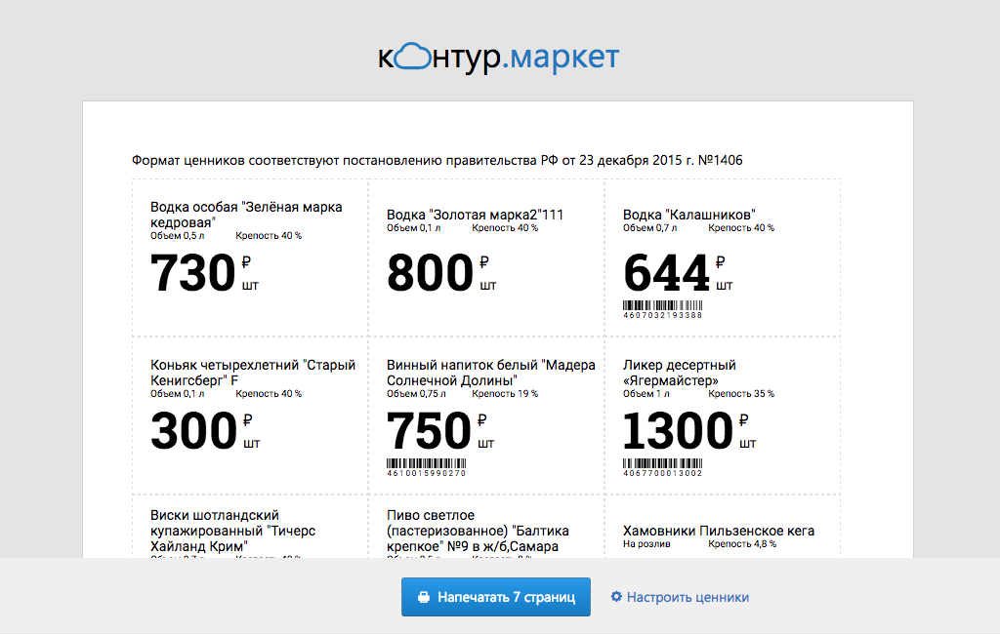 контур.маркет
Формат ценников соответствуют постановлению правительства РФ от 23 декабря 2015 г. №1406
Водка особая "Зелёная марка
кедровая"
Объем 0,5 л Крепость 40 %
730 ₽
шт
Водка "Золотая марка2"111
Объем 0,1 л Крепость 40 %
800 ₽
шт
Водка "Калашников"
Объем 0,7 л Крепость 40 %
644 ₽
шт
4607032193388
Коньяк четырехлетний "Старый
Кенигсберг" F
Объем 0,1 л Крепость 40 %
300 ₽
шт
Винный напиток белый "Мадера
Солнечной Долины"
Объем 0,75 л Крепость 19 %
750 ₽
шт
4610015990270
Ликер десертный
«Ягермайстер»
Объем 1 л Крепость 35 %
1300 ₽
шт
4067700013002
Виски шотландский
купажированный "Тичерс
Хайланд Крим"
Пиво светлое
(пастеризованное) "Балтика
крепкое" №9 в ж/б,Самара
Хамовники Пильзенское кега
На розлив Крепость 4,8 %
Напечатать 7 страниц
Настроить ценники